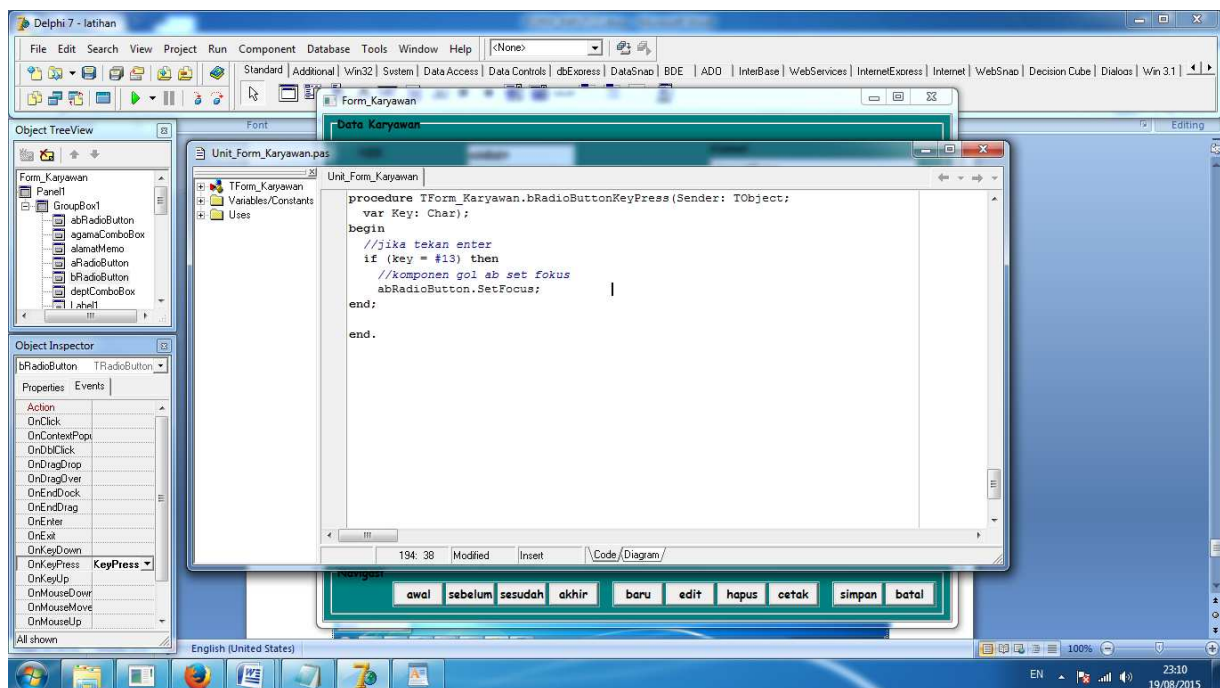 Delphi 7 - latihan
File Edit Search View Project Run Component Database Tools Window Help <None>
Standard Additional Win32 System Data Access Data Controls dbExpress DataSnap BDE ADO InterBase WebServices InternetExpress Internet WebSnap Decision Cube Dialogs Win 3.1
Form_Karyawan
Object TreeView
Font
Editing
Data Karyawan
Unit_Form_Karyawan.pas
Form_Karyawan
Panel1
GroupBox1
abRadioButton
agamaComboBox
alamatMemo
aRadioButton
bRadioButton
deptComboBox
Label1
TForm_Karyawan
Variables/Constants
Uses
Unit_Form_Karyawan
procedure TForm_Karyawan.bRadioButtonKeyPress(Sender: TObject;
var Key: Char);
begin
//jika tekan enter
if (key = #13) then
//komponen gol ab set fokus
abRadioButton.SetFocus;
end;
end.
Object Inspector
bRadioButton TRadioButton
Properties Events
Action
OnClick
OnContextPopu
OnDblClick
OnDragDrop
OnDragOver
OnEndDock
OnEndDrag
OnEnter
OnExit
OnKeyDown
OnKeyPress KeyPress
OnKeyUp
OnMouseDown
OnMouseMove
OnMouseUp
All shown
194: 38 Modified Insert Code Diagram
Navigasi
awal sebelum sesudah akhir baru edit hapus cetak simpan batal
English (United States)
100%
EN
23:10
19/08/2015